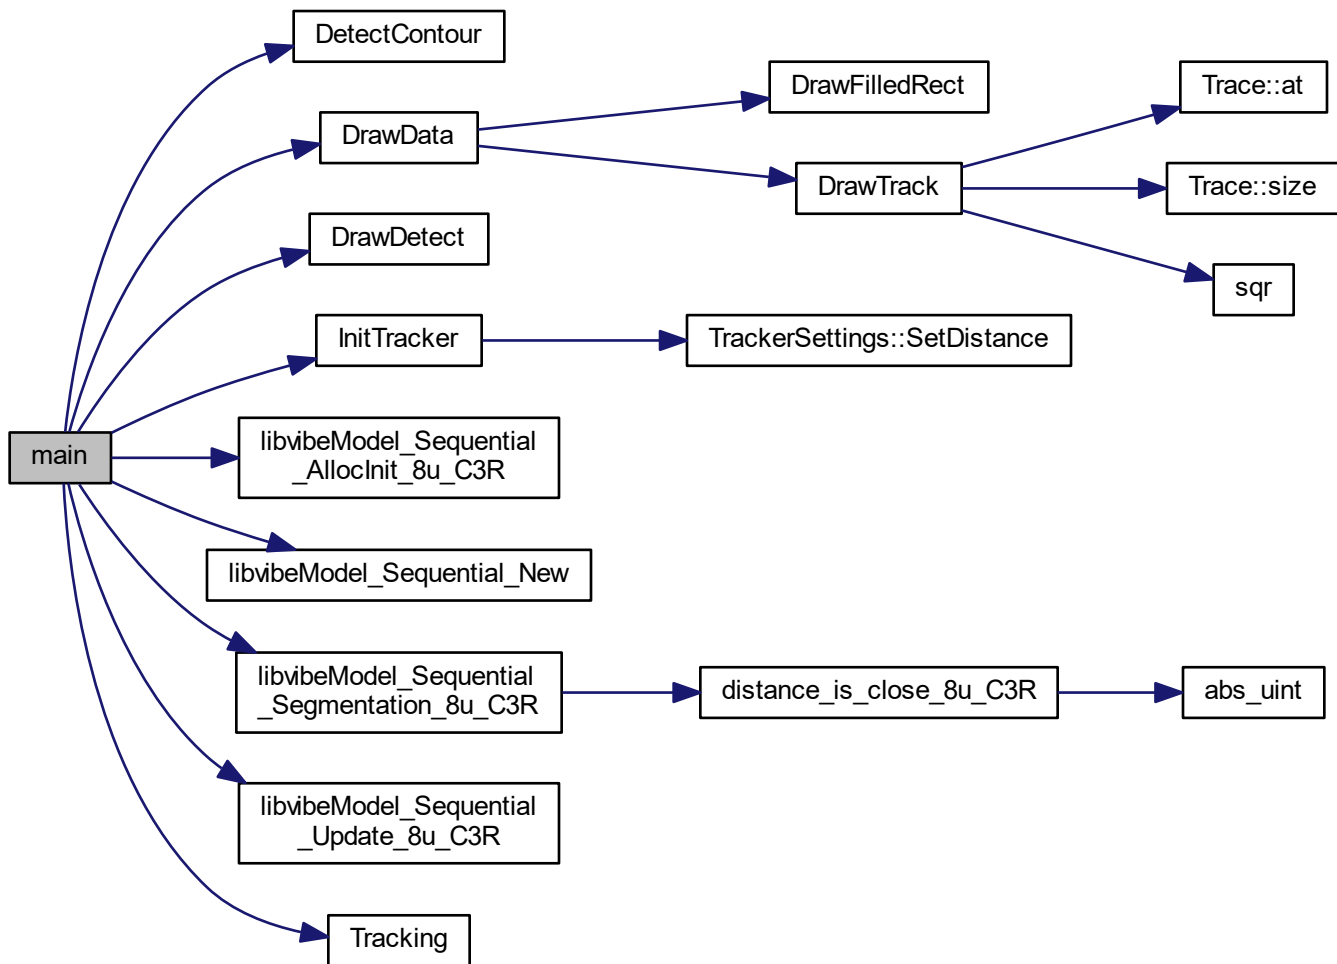 DetectContour
DrawFilledRect
Trace::at
DrawData
DrawTrack
Trace::size
DrawDetect
sqr
InitTracker
TrackerSettings::SetDistance
main
libvibeModel_Sequential
_AllocInit_8u_C3R
libvibeModel_Sequential_New
libvibeModel_Sequential
_Segmentation_8u_C3R
distance_is_close_8u_C3R
abs_uint
libvibeModel_Sequential
_Update_8u_C3R
Tracking